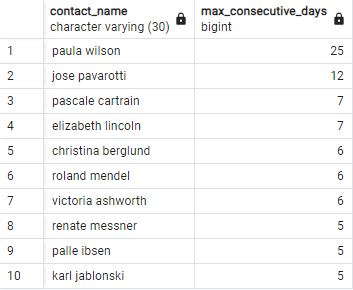 contact_name max_consecutive_days
character varying (30) bigint
1 paula wilson 25
2 jose pavarotti 12
3 pascale cartrain 7
4 elizabeth lincoln 7
5 christina berglund 6
6 roland mendel 6
7 victoria ashworth 6
8 renate messner 5
9 palle ibsen 5
10 karl jablonski 5